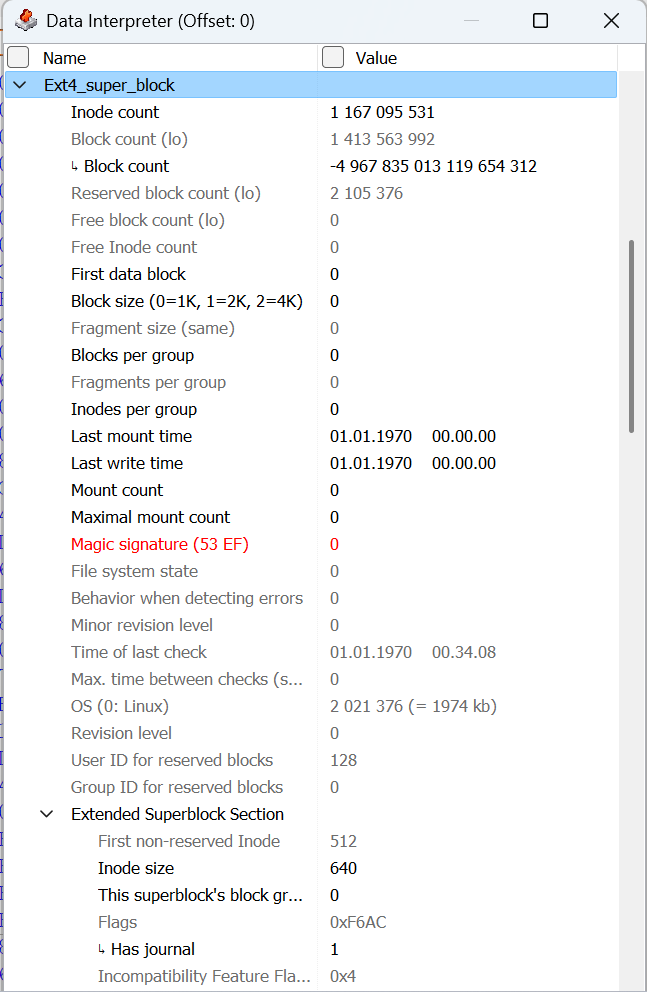 Data Interpreter (Offset: 0)
Name Value
Ext4_super_block
Inode count 1 167 095 531
Block count (lo) 1 413 563 992
↳ Block count -4 967 835 013 119 654 312
Reserved block count (lo) 2 105 376
Free block count (lo) 0
Free Inode count 0
First data block 0
Block size (0=1K, 1=2K, 2=4K) 0
Fragment size (same) 0
Blocks per group 0
Fragments per group 0
Inodes per group 0
Last mount time 01.01.1970 00.00.00
Last write time 01.01.1970 00.00.00
Mount count 0
Maximal mount count 0
Magic signature (53 EF) 0
File system state 0
Behavior when detecting errors 0
Minor revision level 0
Time of last check 01.01.1970 00.34.08
Max. time between checks (s... 0
OS (0: Linux) 2 021 376 (= 1974 kb)
Revision level 0
User ID for reserved blocks 128
Group ID for reserved blocks 0
Extended Superblock Section
First non-reserved Inode 512
Inode size 640
This superblock's block gr... 0
Flags 0xF6AC
↳ Has journal 1
Incompatibility Feature Fla... 0x4